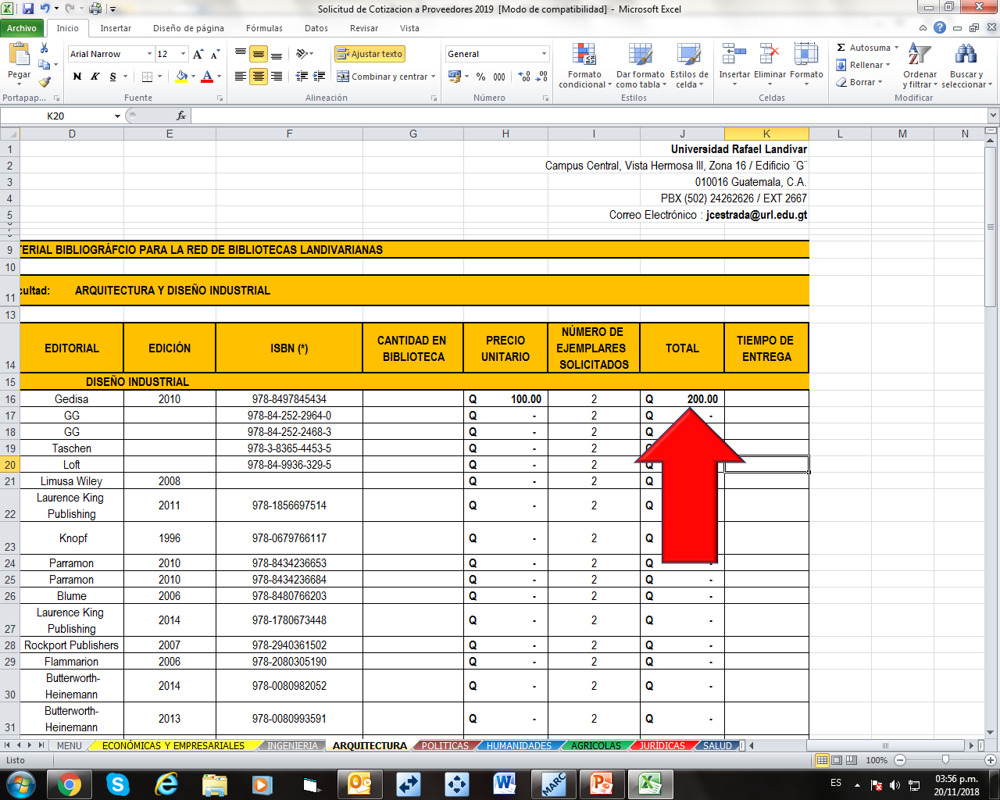 Solicitud de Cotizacion a Proveedores 2019 [Modo de compatibilidad] - Microsoft Excel
Archivo Inicio Insertar Diseño de página Fórmulas Datos Revisar Vista
Pegar
Arial Narrow 12
N K S
Ajustar texto
Combinar y centrar
General
% 000
Formato condicional
Dar formato como tabla
Estilos de celda
Insertar Eliminar Formato
Autosuma
Rellenar
Borrar
Ordenar y filtrar
Buscar y seleccionar
Portapap... Fuente Alineación Número Estilos Celdas Modificar
K20 fx
D E F G H I J K L M N
1 Universidad Rafael Landívar
2 Campus Central, Vista Hermosa III, Zona 16 / Edificio ¨G¨
3 010016 Guatemala, C.A.
4 PBX (502) 24262626 / EXT 2667
5 Correo Electrónico : jcestrada@url.edu.gt
9 TERIAL BIBLIOGRÁFCIO PARA LA RED DE BIBLIOTECAS LANDIVARIANAS
10
11 cultad: ARQUITECTURA Y DISEÑO INDUSTRIAL
13
14 EDITORIAL EDICIÓN ISBN (*) CANTIDAD EN BIBLIOTECA PRECIO UNITARIO NÚMERO DE EJEMPLARES SOLICITADOS TOTAL TIEMPO DE ENTREGA
15 DISEÑO INDUSTRIAL
16 Gedisa 2010 978-8497845434 Q 100.00 2 Q 200.00
17 GG 978-84-252-2964-0 Q - 2 Q -
18 GG 978-84-252-2468-3 Q - 2 Q
19 Taschen 978-3-8365-4453-5 Q - 2
20 Loft 978-84-9936-329-5 Q - 2 Q
21 Limusa Wiley 2008 Q - 2 Q
22 Laurence King Publishing 2011 978-1856697514 Q - 2 Q
23 Knopf 1996 978-0679766117 Q - 2 Q
24 Parramon 2010 978-8434236653 Q - 2 Q
25 Parramon 2010 978-8434236684 Q - 2 Q -
26 Blume 2006 978-8480766203 Q - 2 Q -
27 Laurence King Publishing 2014 978-1780673448 Q - 2 Q -
28 Rockport Publishers 2007 978-2940361502 Q - 2 Q -
29 Flammarion 2006 978-2080305190 Q - 2 Q -
30 Butterworth-Heinemann 2014 978-0080982052 Q - 2 Q -
31 Butterworth-Heinemann 2013 978-0080993591 Q - 2 Q -
MENU ECONÓMICAS Y EMPRESARIALES INGENIERIA ARQUITECTURA POLITICAS HUMANIDADES AGRICOLAS JURÍDICAS SALUD
Listo 100%
MARC
ES 03:56 p.m.
20/11/2018